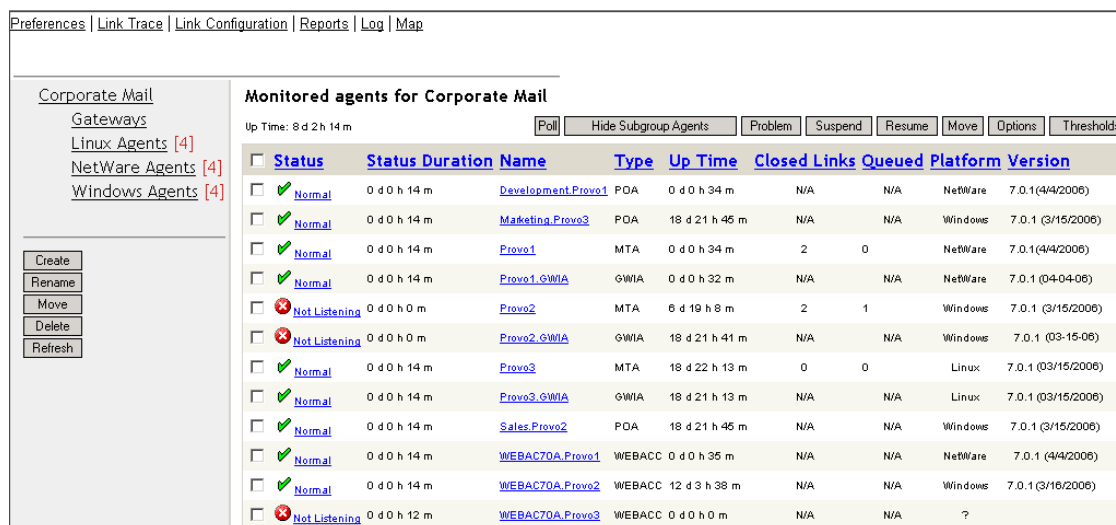 Preferences | Link Trace | Link Configuration | Reports | Log | Map
Corporate Mail
Gateways
Linux Agents [4]
NetWare Agents [4]
Windows Agents [4]
Create
Rename
Move
Delete
Refresh
Monitored agents for Corporate Mail
Up Time: 8 d 2 h 14 m
Poll Hide Subgroup Agents Problem Suspend Resume Move Options Thresholds
Status Status Duration Name Type Up Time Closed Links Queued Platform Version
Normal 0 d 0 h 14 m Development.Provo1 POA 0 d 0 h 34 m N/A N/A NetWare 7.0.1(4/4/2006)
Normal 0 d 0 h 14 m Marketing.Provo3 POA 18 d 21 h 45 m N/A N/A Windows 7.0.1 (3/15/2006)
Normal 0 d 0 h 14 m Provo1 MTA 0 d 0 h 34 m 2 0 NetWare 7.0.1(4/4/2006)
Normal 0 d 0 h 14 m Provo1.GWIA GWIA 0 d 0 h 32 m N/A N/A NetWare 7.0.1 (04-04-06)
Not Listening 0 d 0 h 0 m Provo2 MTA 6 d 19 h 8 m 2 1 Windows 7.0.1 (3/15/2006)
Not Listening 0 d 0 h 0 m Provo2.GWIA GWIA 18 d 21 h 41 m N/A N/A Windows 7.0.1 (03-15-06)
Normal 0 d 0 h 14 m Provo3 MTA 18 d 22 h 13 m 0 0 Linux 7.0.1 (03/15/2006)
Normal 0 d 0 h 14 m Provo3.GWIA GWIA 18 d 21 h 13 m N/A N/A Linux 7.0.1 (03/15/2006)
Normal 0 d 0 h 14 m Sales.Provo2 POA 18 d 21 h 45 m N/A N/A Windows 7.0.1 (3/15/2006)
Normal 0 d 0 h 14 m WEBAC70A.Provo1 WEBACC 0 d 0 h 35 m N/A N/A NetWare 7.0.1 (4/4/2006)
Normal 0 d 0 h 14 m WEBAC70A.Provo2 WEBACC 12 d 3 h 38 m N/A N/A Windows 7.0.1(3/16/2006)
Not Listening 0 d 0 h 12 m WEBAC70A.Provo3 WEBACC 0 d 0 h 0 m N/A N/A ?